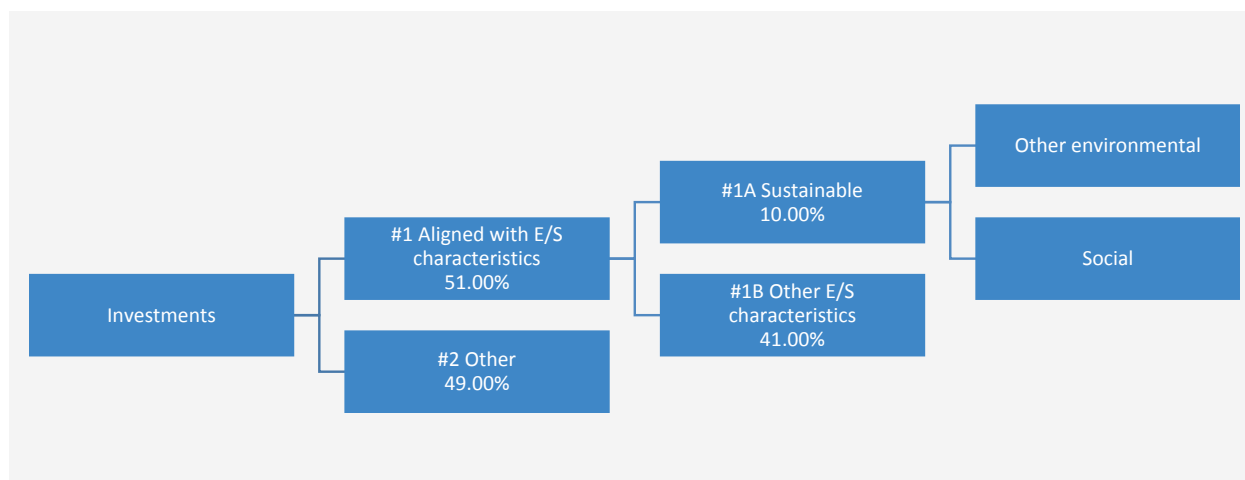 Investments
#1 Aligned with E/S
characteristics
51.00%
#2 Other
49.00%
#1A Sustainable
10.00%
#1B Other E/S
characteristics
41.00%
Other environmental
Social